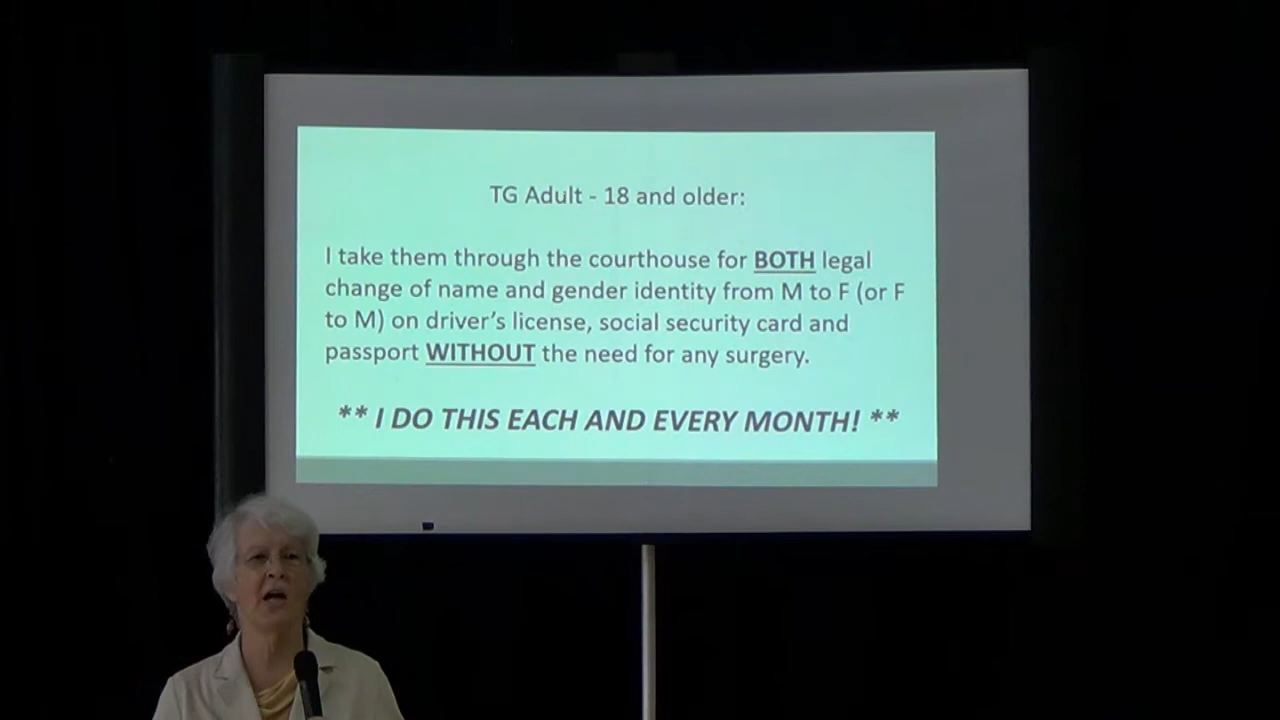 TG Adult - 18 and older:
I take them through the courthouse for BOTH legal
change of name and gender identity from M to F (or F
to M) on driver's license, social security card and
passport WITHOUT the need for any surgery.
** I DO THIS EACH AND EVERY MONTH! **